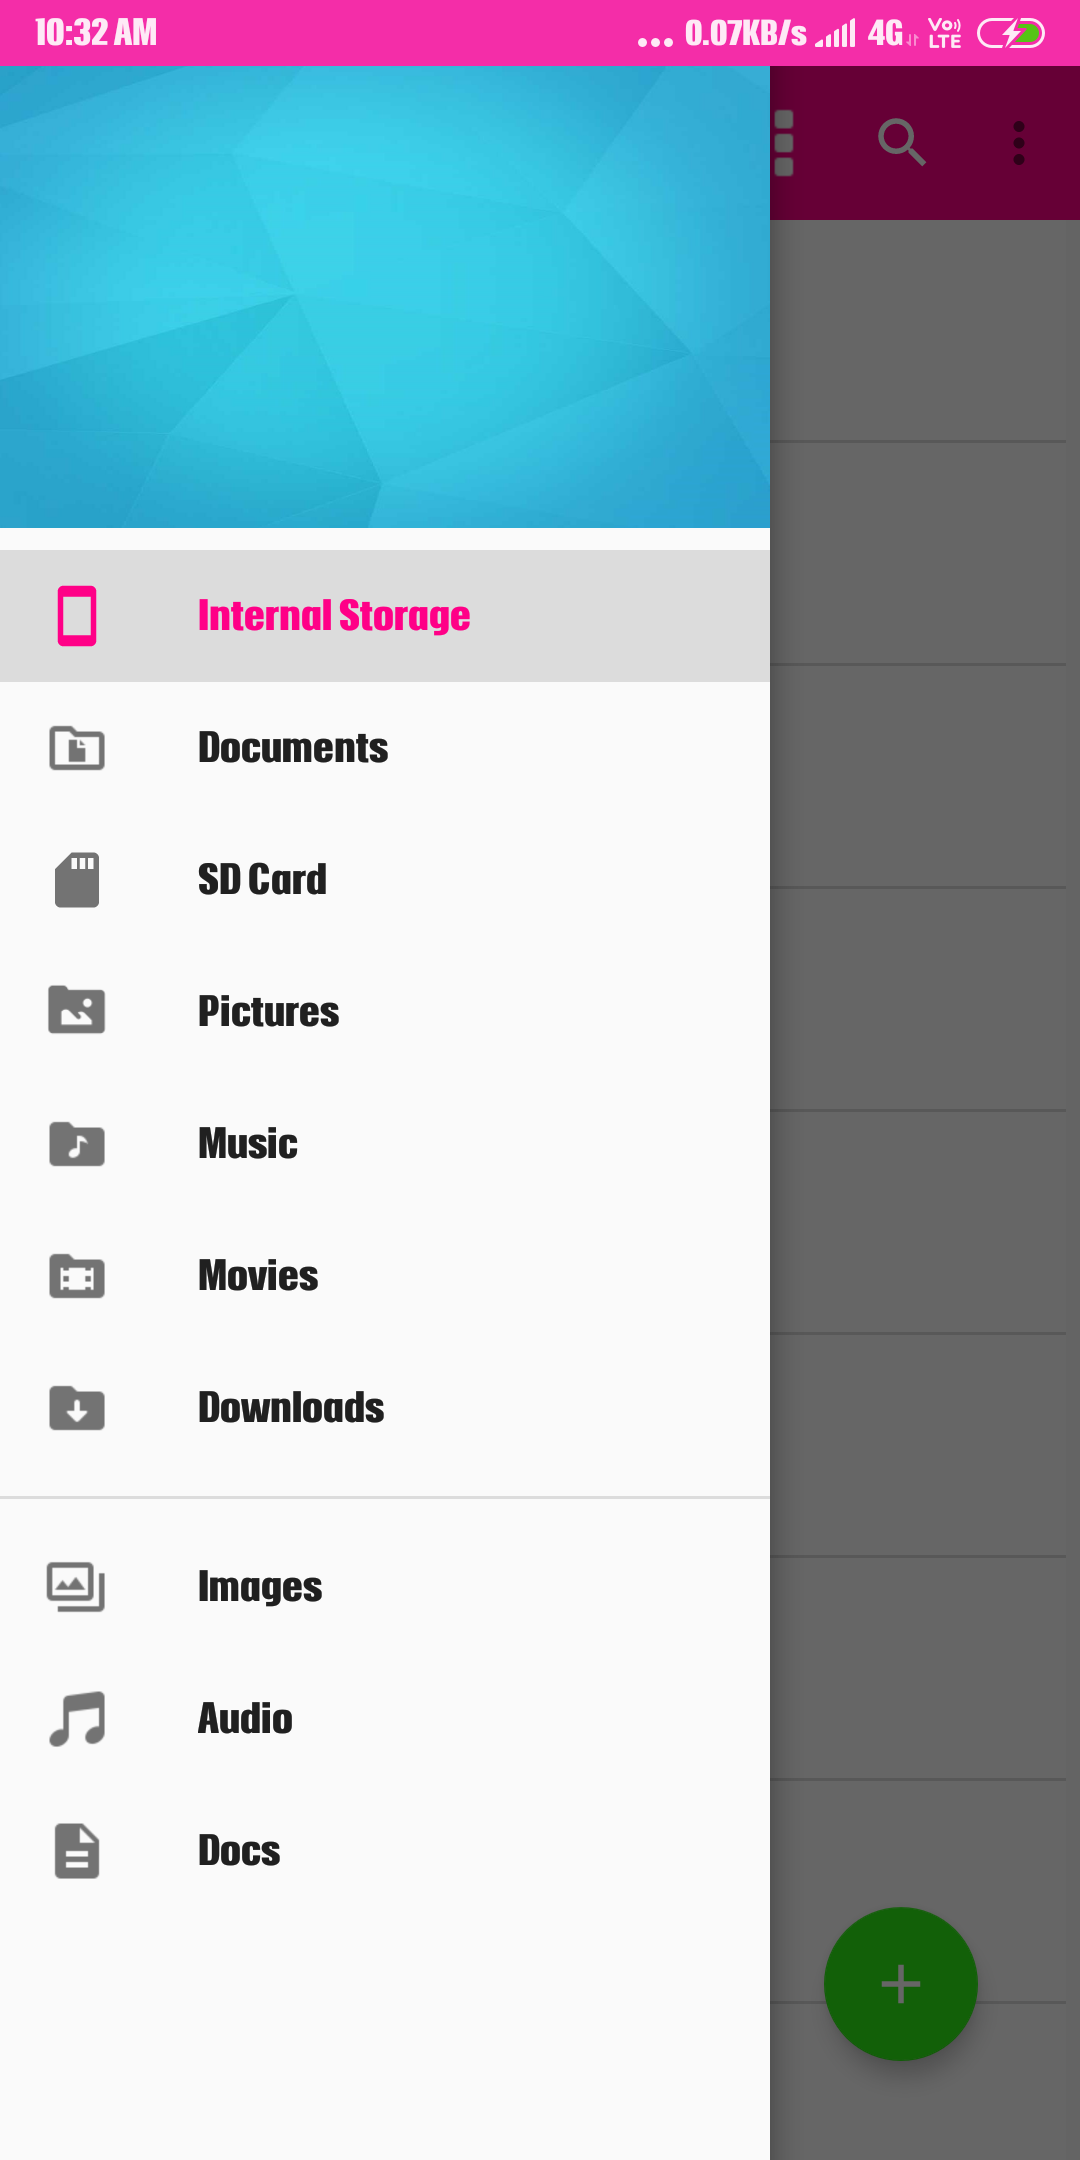 10:32 AM ... 0.07KB/s 4G Vo LTE
Internal Storage
Documents
SD Card
Pictures
Music
Movies
Downloads
Images
Audio
Docs